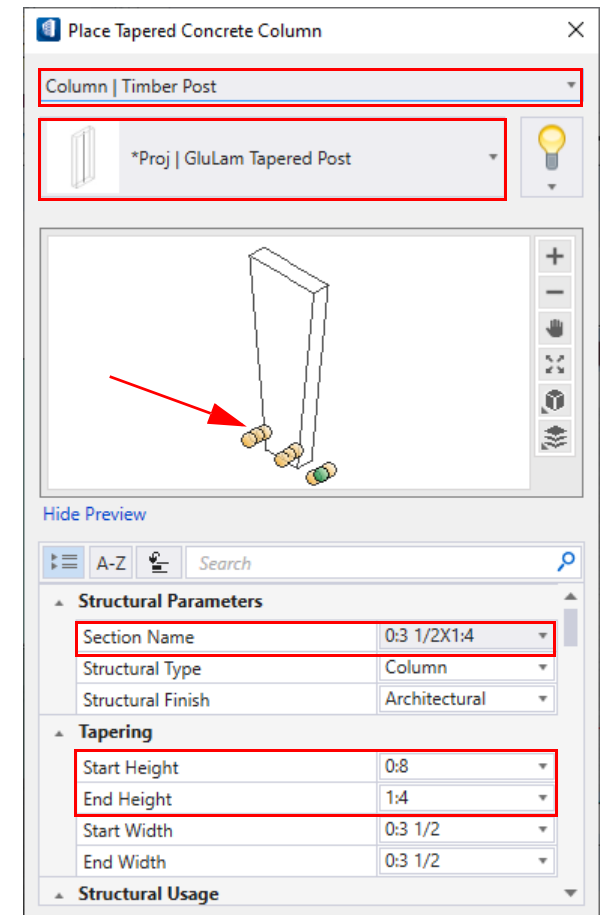 Place Tapered Concrete Column
Column | Timber Post
*Proj | GluLam Tapered Post
Hide Preview
A-Z Search
Structural Parameters
Section Name 0:3 1/2X1:4
Structural Type Column
Structural Finish Architectural
Tapering
Start Height 0:8
End Height 1:4
Start Width 0:3 1/2
End Width 0:3 1/2
Structural Usage